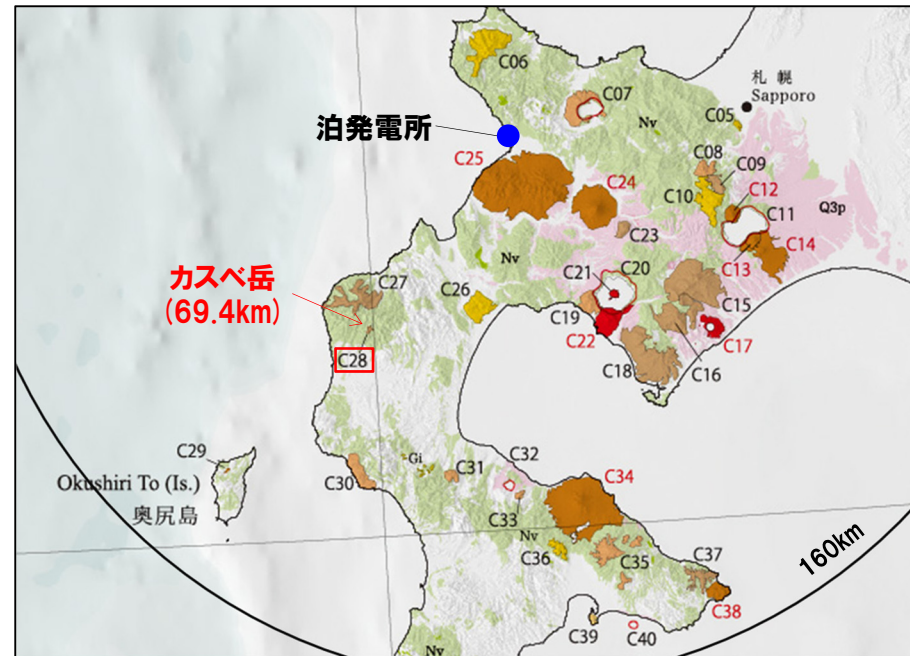 C06
札 幌
Sapporo
C07
C05
泊発電所
Nv
C25
C08
C09
C24
C10
C12
C11
Q3p
C23
C14
C13
Nv
C21
C20
カスベ岳
(69.4km)
C27
C26
C15
C19
C22
C17
C28
C18
C16
C29
C32
Gi
C31
C34
Okushiri To (Is.)
C30
奥尻島
C33
Nv
C36
C35
C37
160km
C38
C39
C40
Nv